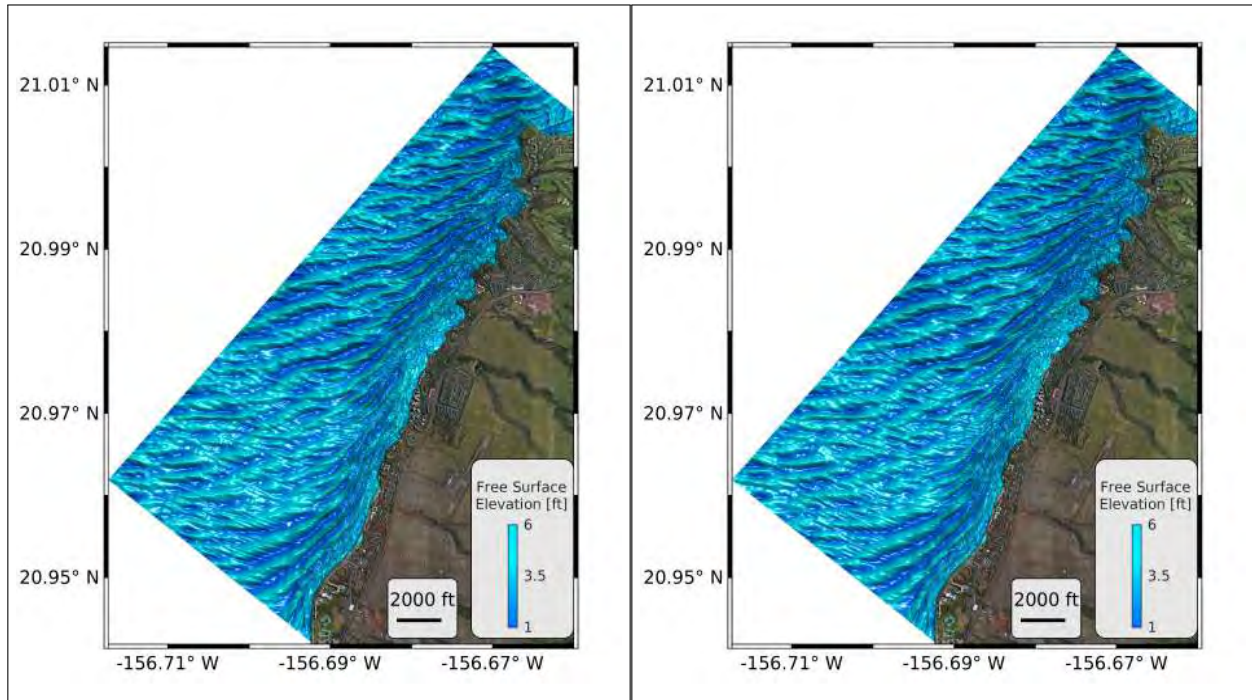 21.01° N
20.99° N
20.97° N
20.95° N
-156.71° W
-156.69° W
-156.67° W
Free Surface
Elevation [ft]
6
3.5
1
2000 ft
21.01° N
20.99° N
20.97° N
20.95° N
-156.71° W
-156.69° W
-156.67° W
Free Surface
Elevation [ft]
6
3.5
1
2000 ft